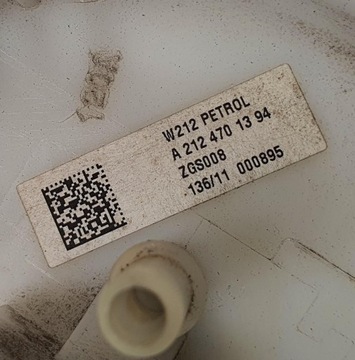 W212 PETROL
A 212 470 13 94
ZGS008
136/11 000895